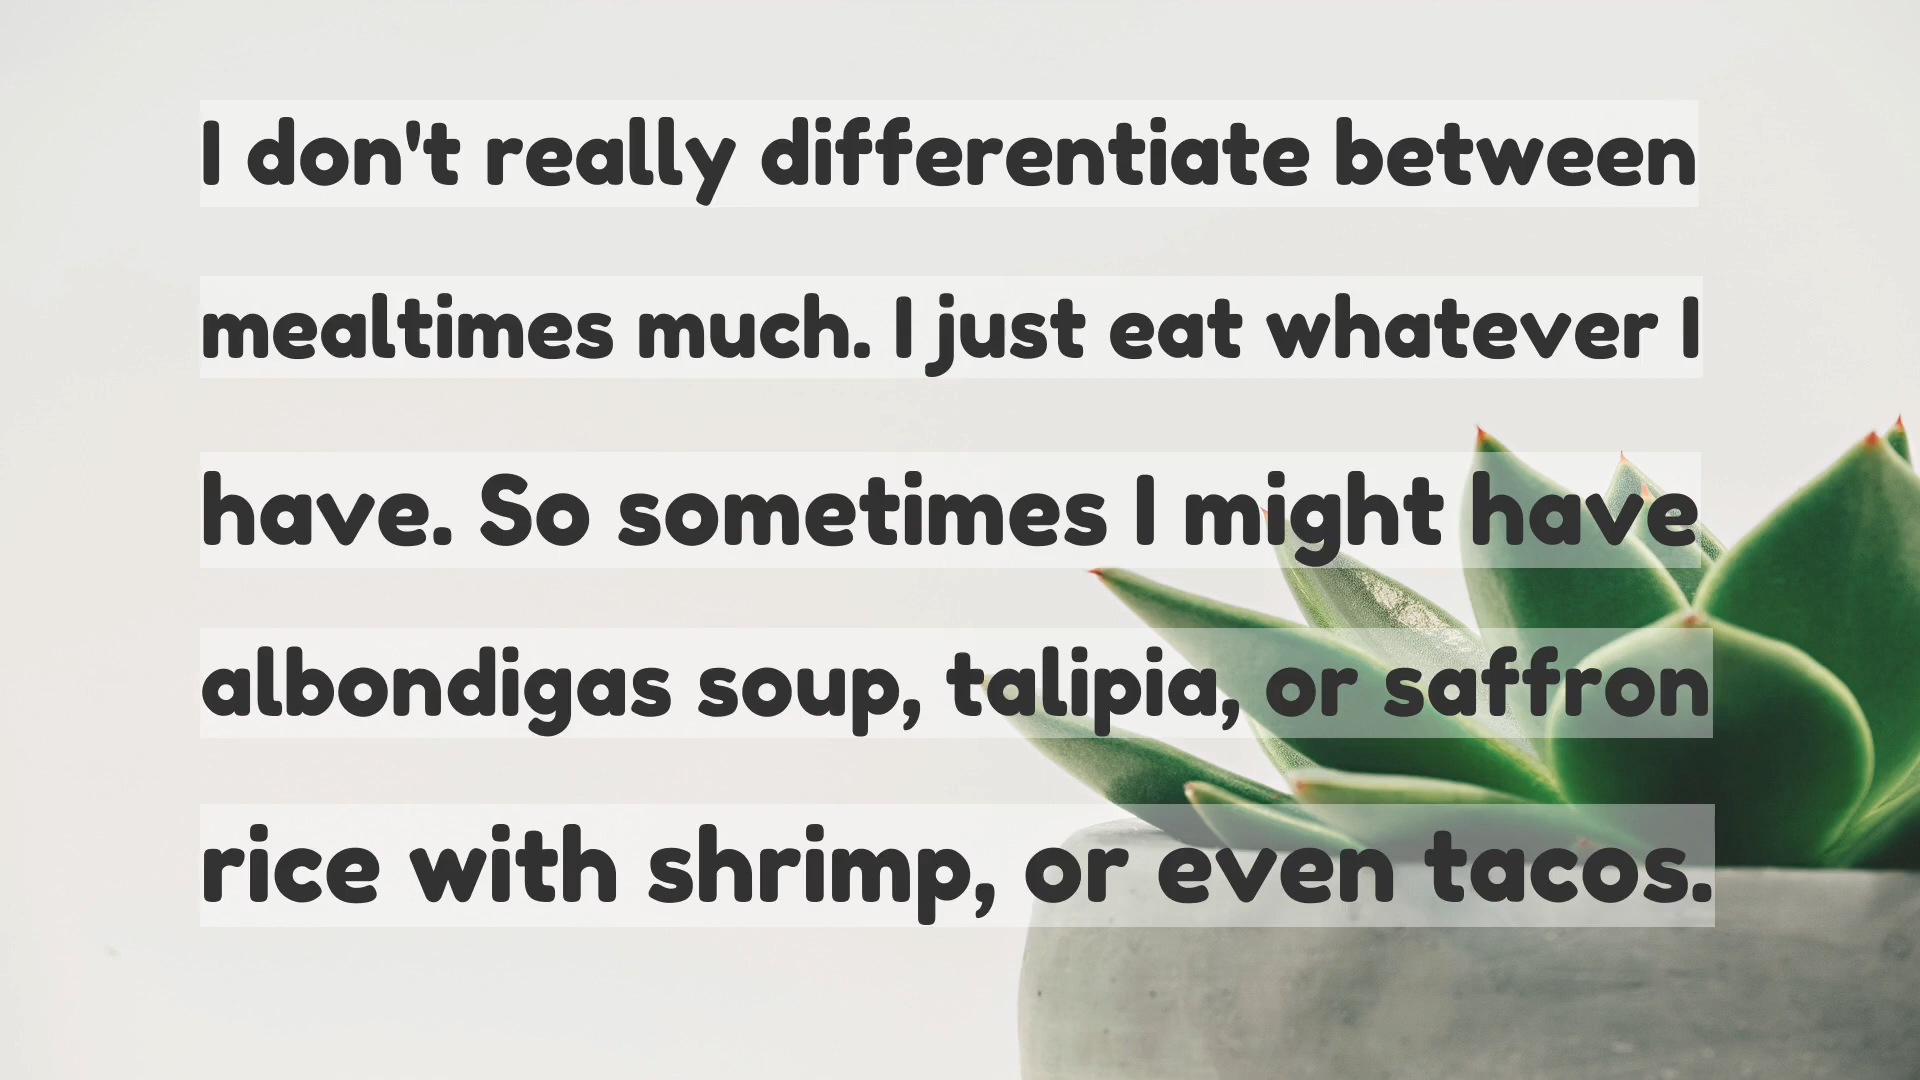 I don't really differentiate between
mealtimes much. I just eat whatever I
have. So sometimes I might have
albondigas soup, talipia, or saffron
rice with shrimp, or even tacos.